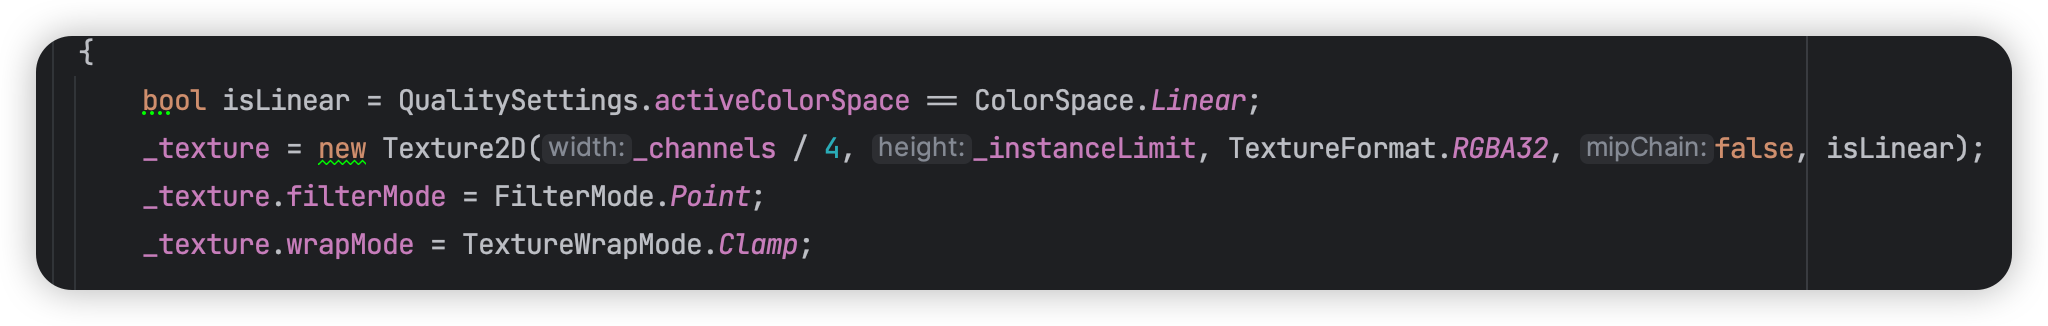 {
bool isLinear = QualitySettings.activeColorSpace == ColorSpace.Linear;
_texture = new Texture2D(width:_channels / 4, height:_instanceLimit, TextureFormat.RGBA32, mipChain:false, isLinear);
_texture.filterMode = FilterMode.Point;
_texture.wrapMode = TextureWrapMode.Clamp;